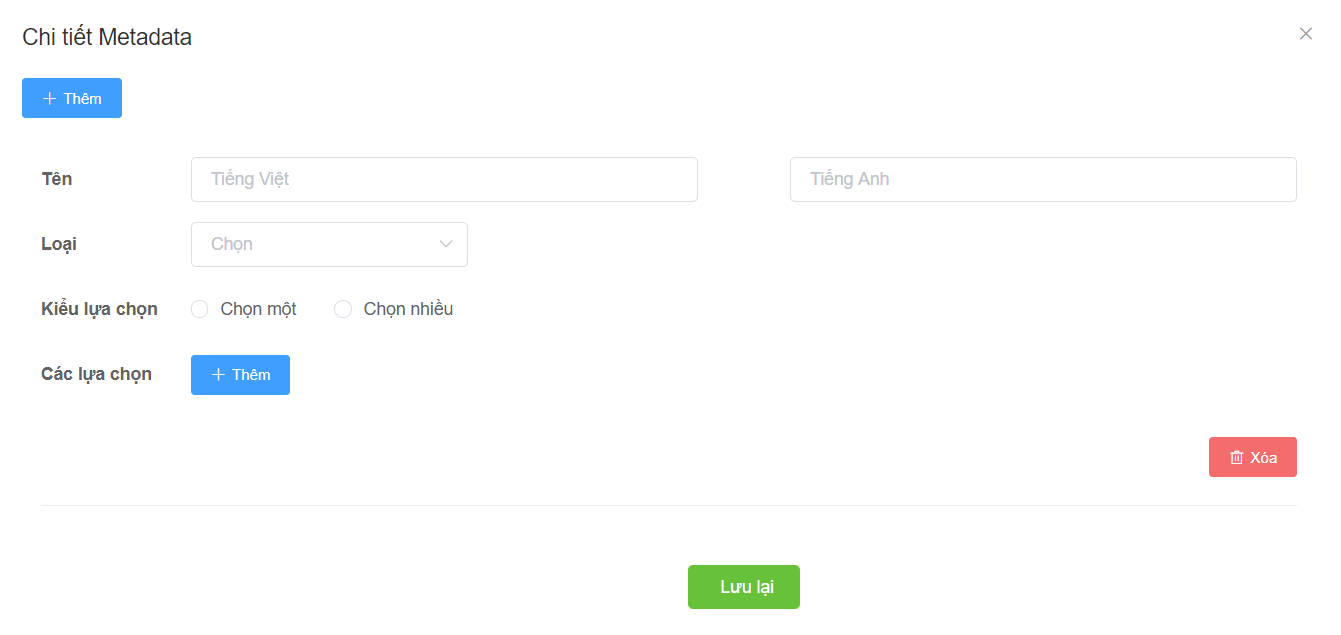 Chi tiết Metadata
Thêm
Tên
Tiếng Việt
Tiếng Anh
Loại
Chọn
Kiểu lựa chọn
Chọn một
Chọn nhiều
Các lựa chọn
Thêm
Xóa
Lưu lại